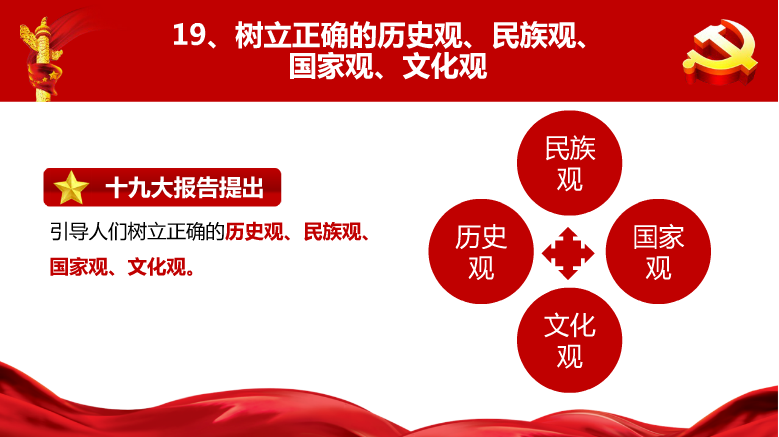 19、树立正确的历史观、民族观、
国家观、文化观
十九大报告提出
引导人们树立正确的历史观、民族观、
国家观、文化观。
民族
观
历史
观
国家
观
文化
观